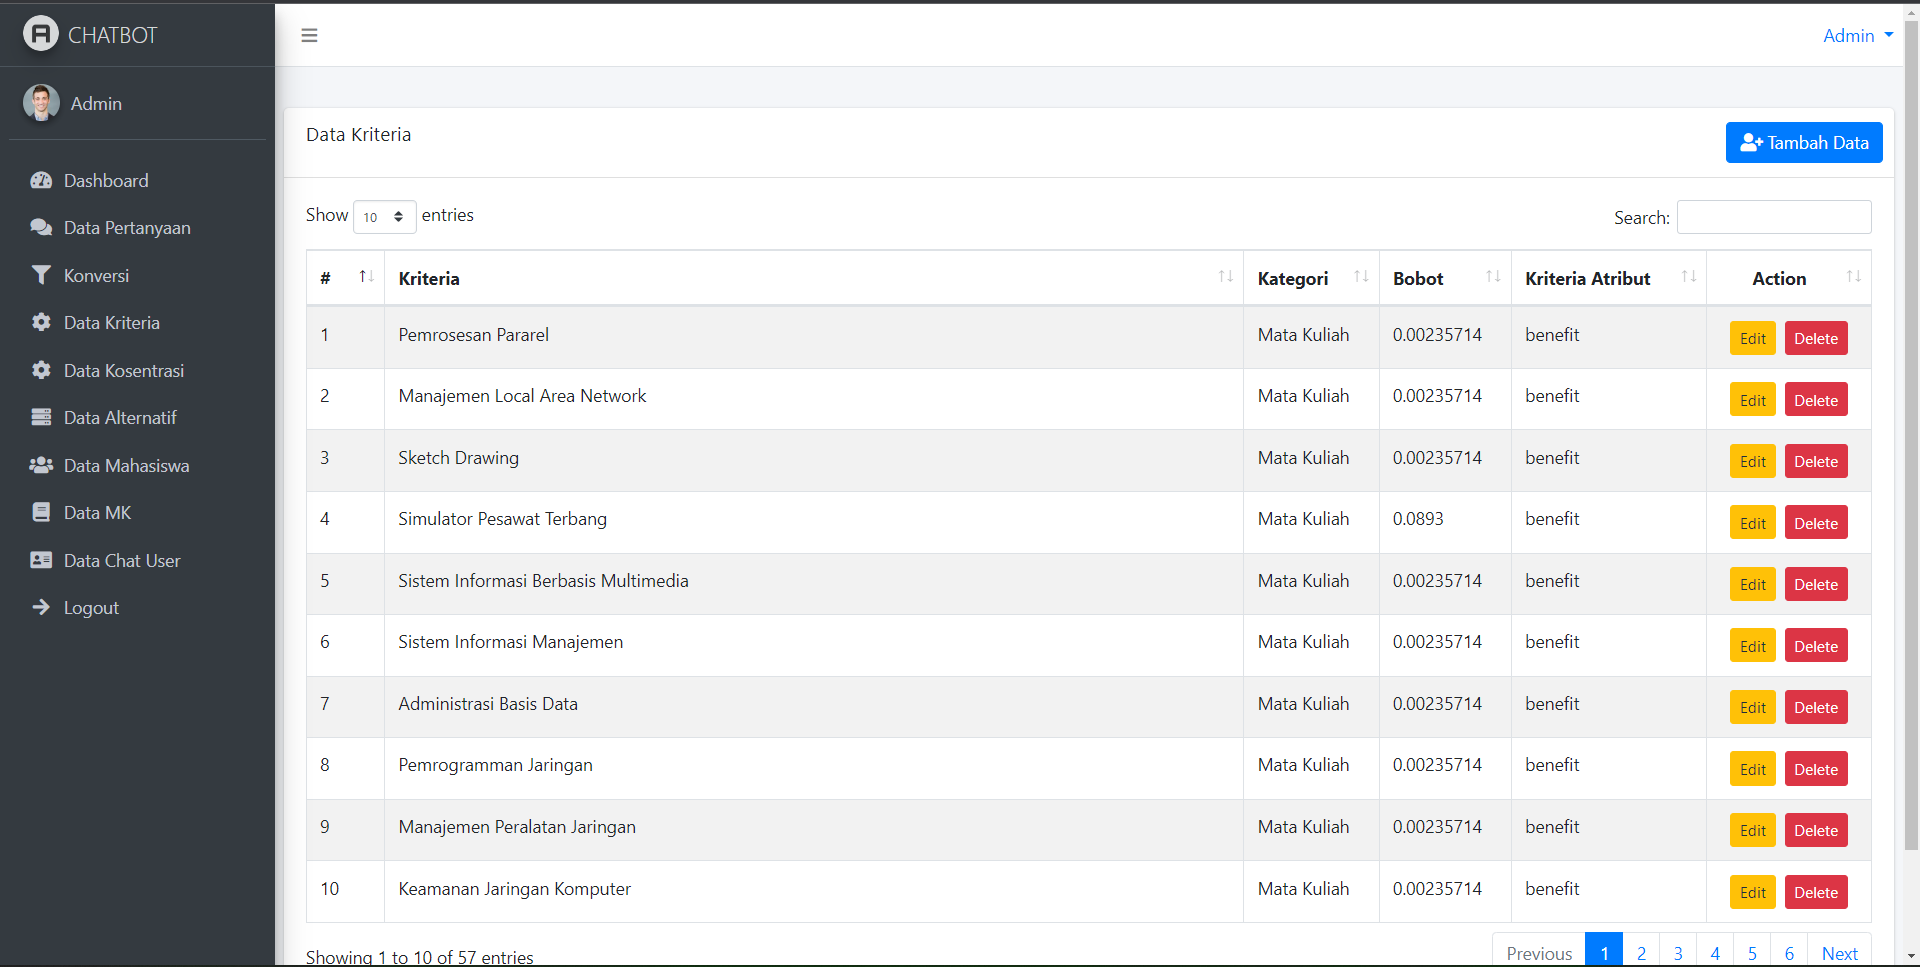 CHATBOT
Admin
Admin
Dashboard
Data Pertanyaan
Konversi
Data Kriteria
Data Kosentrasi
Data Alternatif
Data Mahasiswa
Data MK
Data Chat User
Logout
Data Kriteria
Tambah Data
Show 10 entries
Search:
# Kriteria Kategori Bobot Kriteria Atribut Action
1 Pemrosesan Pararel Mata Kuliah 0.00235714 benefit Edit Delete
2 Manajemen Local Area Network Mata Kuliah 0.00235714 benefit Edit Delete
3 Sketch Drawing Mata Kuliah 0.00235714 benefit Edit Delete
4 Simulator Pesawat Terbang Mata Kuliah 0.0893 benefit Edit Delete
5 Sistem Informasi Berbasis Multimedia Mata Kuliah 0.00235714 benefit Edit Delete
6 Sistem Informasi Manajemen Mata Kuliah 0.00235714 benefit Edit Delete
7 Administrasi Basis Data Mata Kuliah 0.00235714 benefit Edit Delete
8 Pemrogramman Jaringan Mata Kuliah 0.00235714 benefit Edit Delete
9 Manajemen Peralatan Jaringan Mata Kuliah 0.00235714 benefit Edit Delete
10 Keamanan Jaringan Komputer Mata Kuliah 0.00235714 benefit Edit Delete
Showing 1 to 10 of 57 entries
Previous 1 2 3 4 5 6 Next